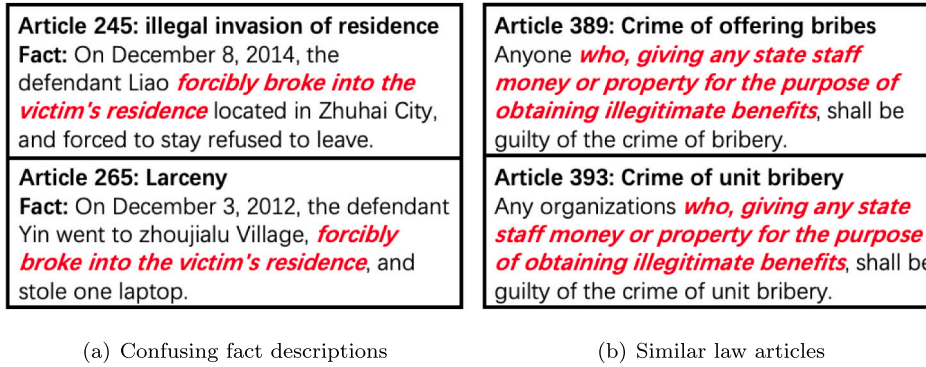 Article 245: illegal invasion of residence
Fact: On December 8, 2014, the
defendant Liao forcibly broke into the
victim's residence located in Zhuhai City,
and forced to stay refused to leave.
Article 265: Larceny
Fact: On December 3, 2012, the defendant
Yin went to zhoujialu Village, forcibly
broke into the victim's residence, and
stole one laptop.
(a) Confusing fact descriptions
Article 389: Crime of offering bribes
Anyone who, giving any state staff
money or property for the purpose of
obtaining illegitimate benefits, shall be
guilty of the crime of bribery.
Article 393: Crime of unit bribery
Any organizations who, giving any state
staff money or property for the purpose
of obtaining illegitimate benefits, shall be
guilty of the crime of unit bribery.
(b) Similar law articles